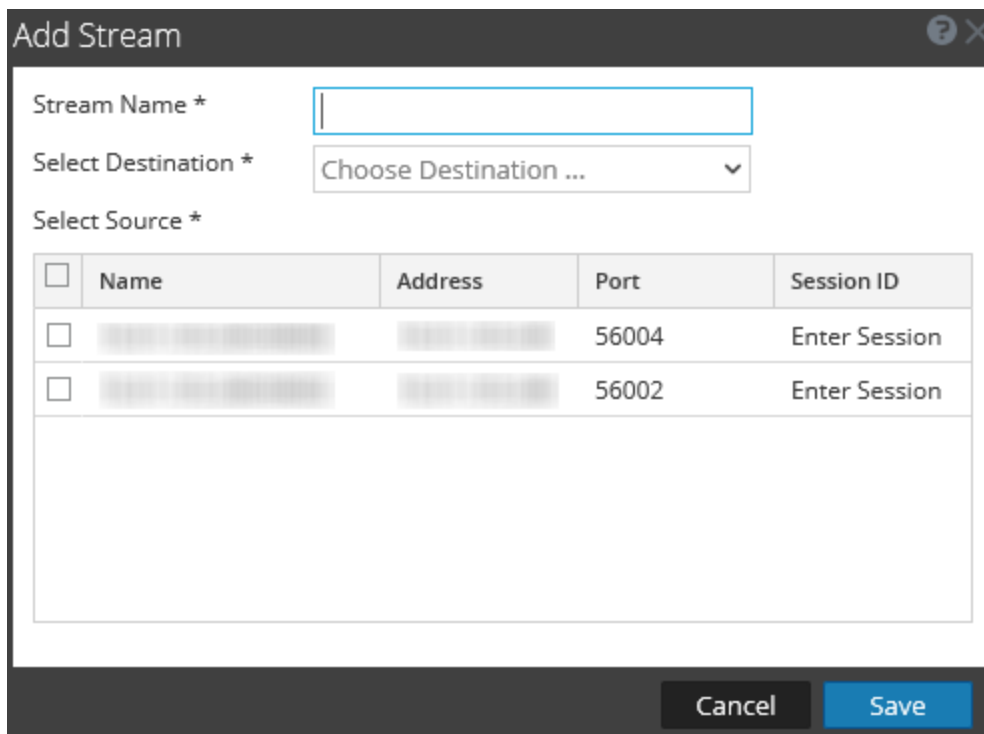 Add Stream
Stream Name *
Select Destination * Choose Destination ...
Select Source *
Name Address Port Session ID
56004 Enter Session
56002 Enter Session
Cancel Save